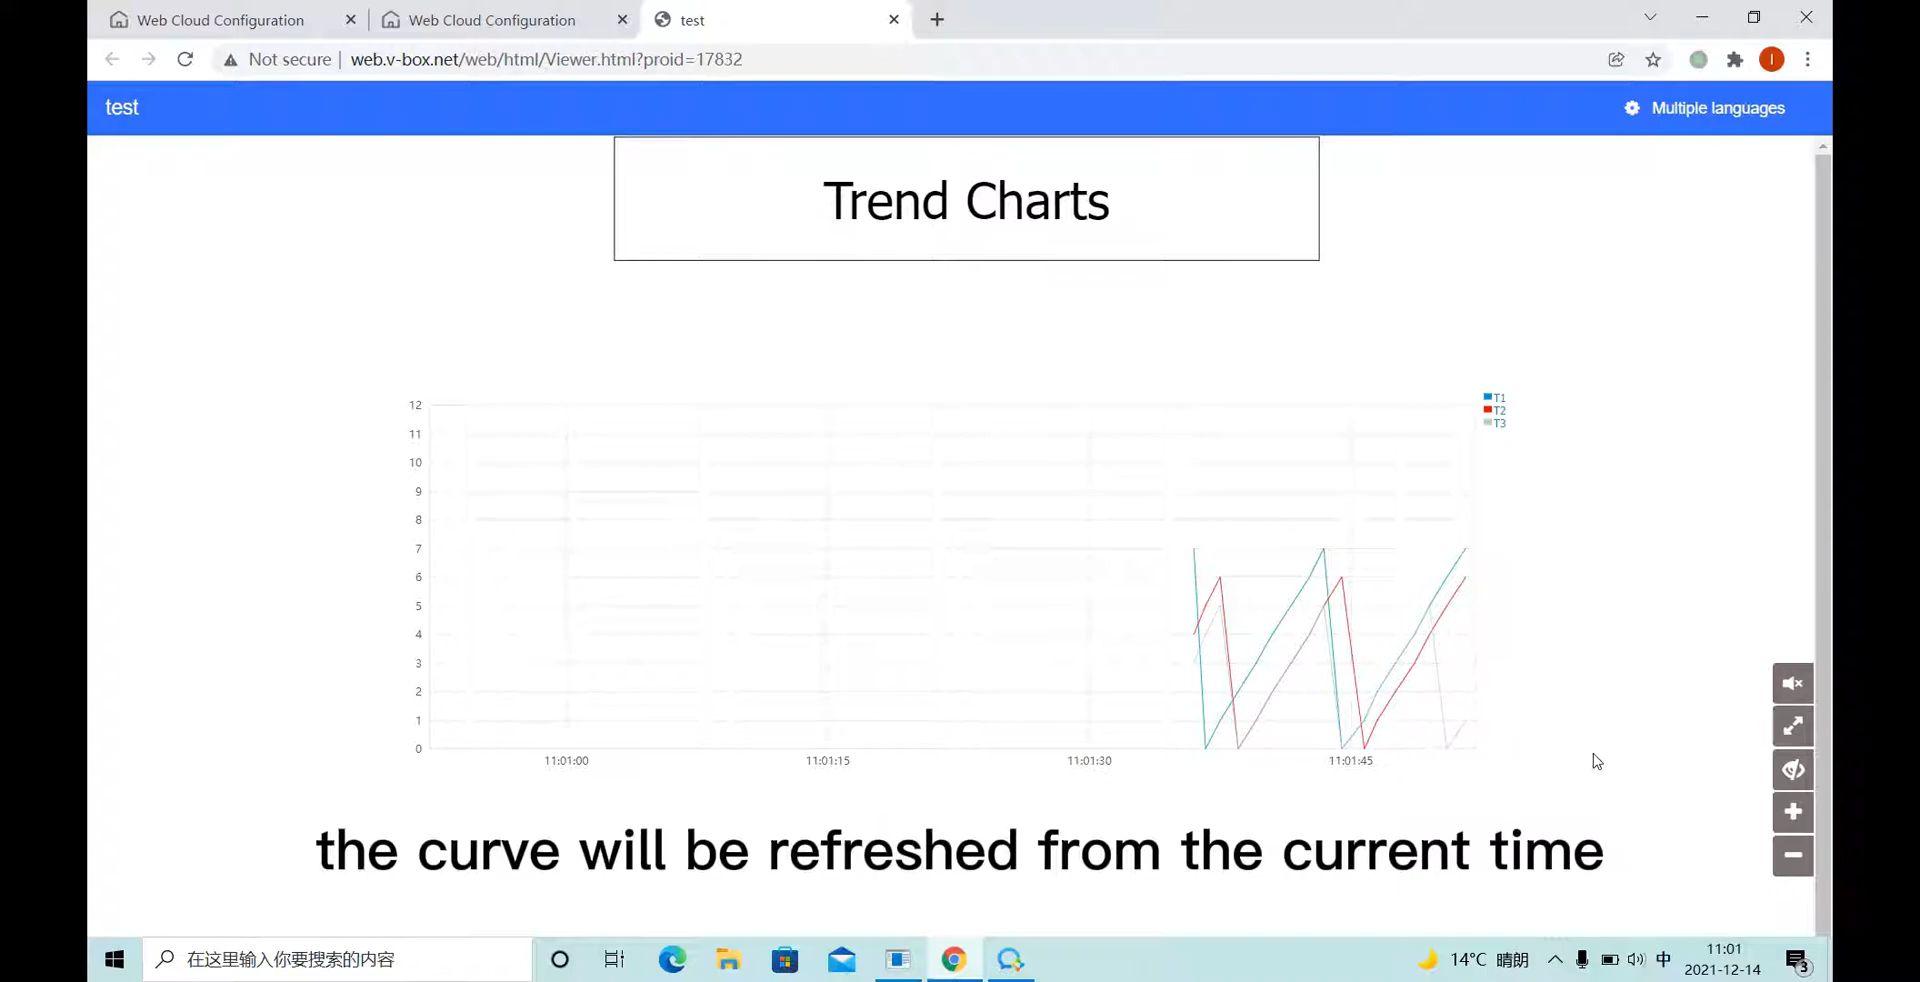 Web Cloud Configuration
Web Cloud Configuration
test
Not secure
web.v-box.net/web/html/Viewer.html?proid=17832
I
test
Multiple languages
Trend Charts
T1
T2
T3
12
11
10
9
8
7
6
5
4
3
2
1
0
11:01:00
11:01:15
11:01:30
11:01:45
the curve will be refreshed from the current time
在这里输入你要搜索的内容
14°C 晴朗
中
11:01
2021-12-14
3